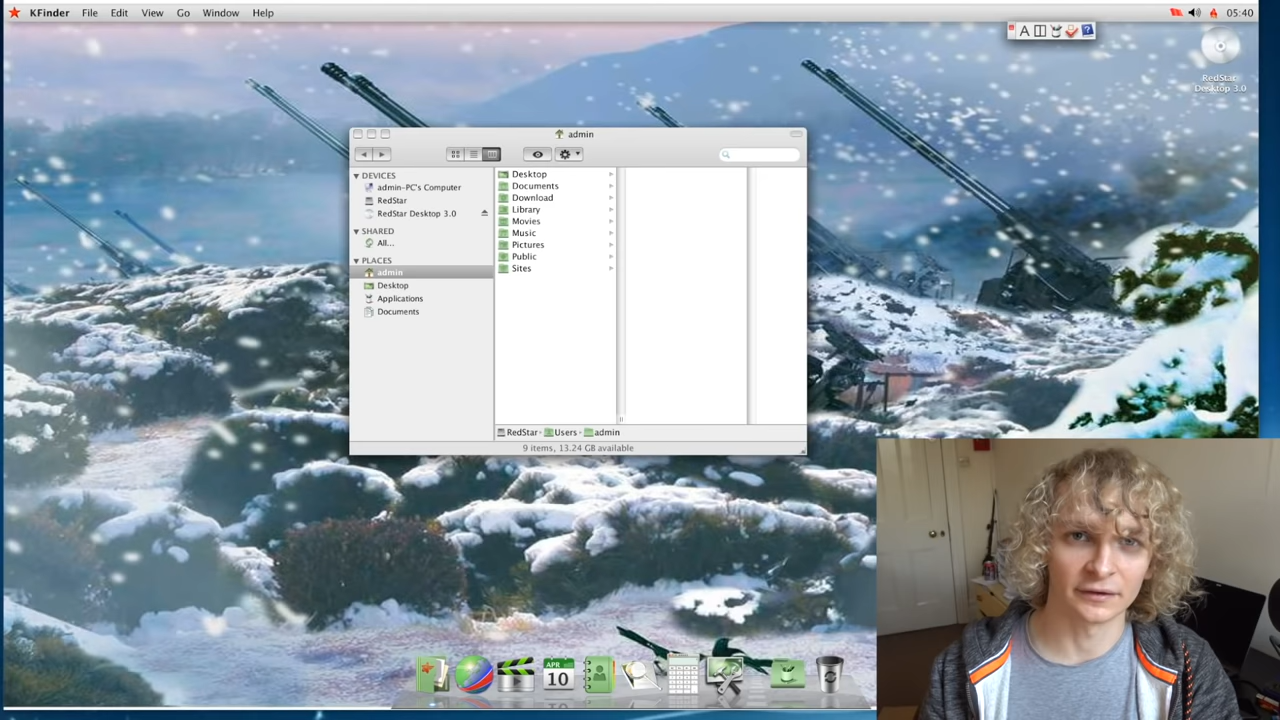 KFinder File Edit View Go Window Help 05:40
A ?
RedStar
Desktop 3.0
admin
DEVICES
admin-PC's Computer
RedStar
RedStar Desktop 3.0
SHARED
All...
PLACES
admin
Desktop
Applications
Documents
Desktop
Documents
Download
Library
Movies
Music
Pictures
Public
Sites
RedStar Users admin
9 items, 13.24 GB available
APR
10